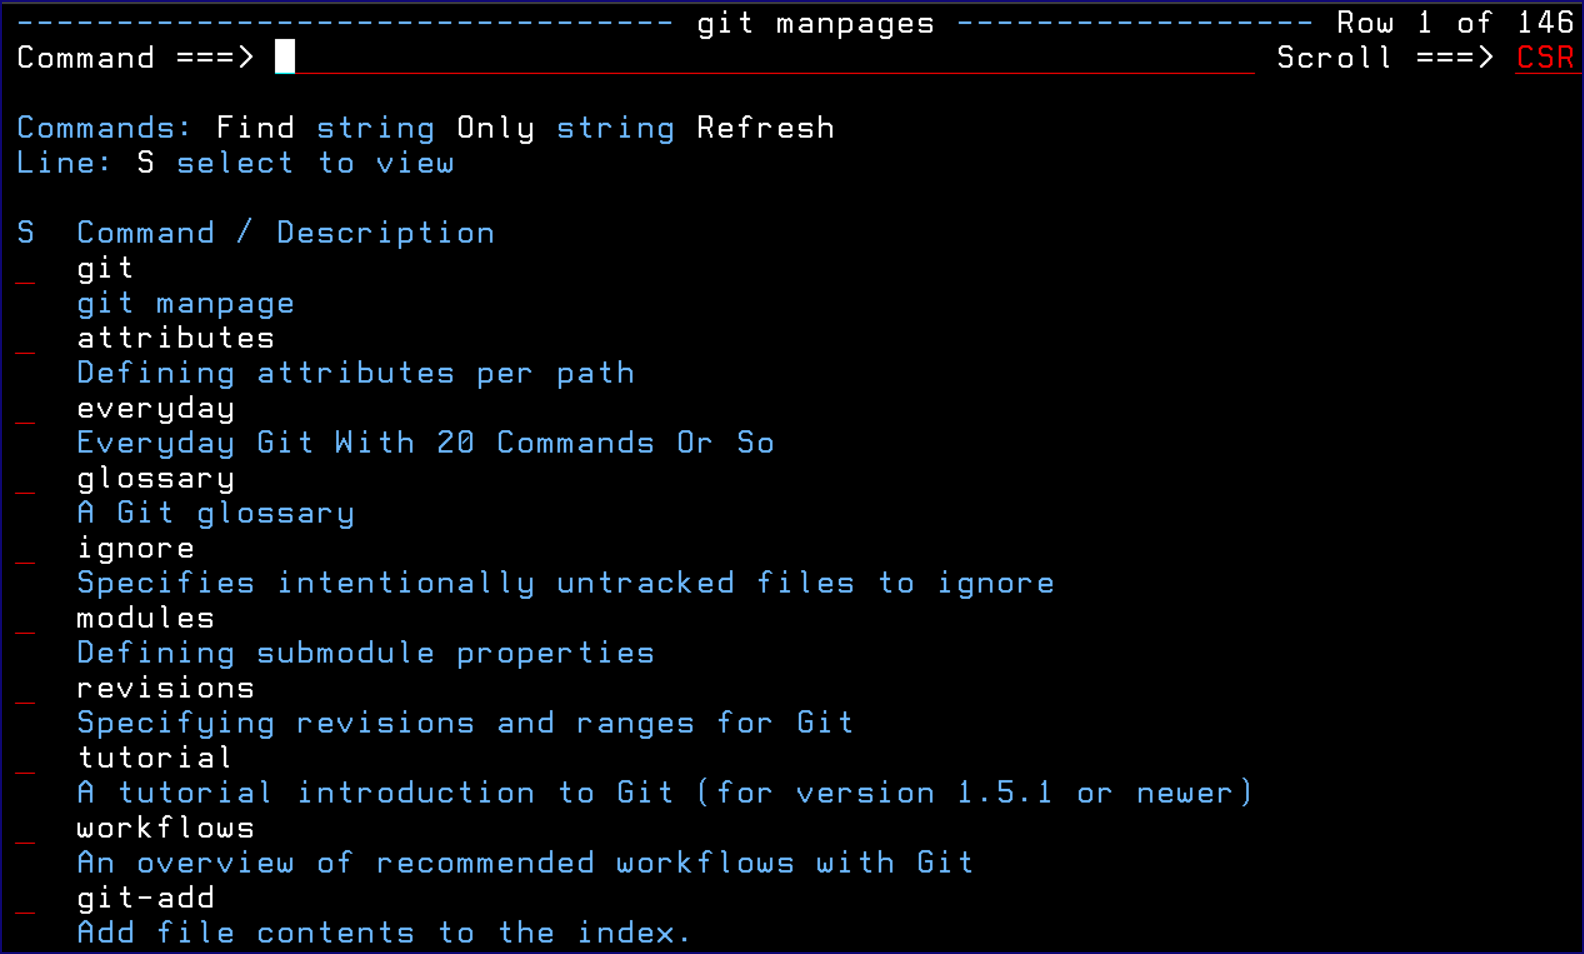 --------------------------------- git manpages ------------------ Row 1 of 146
Command ===> Scroll ===> CSR
Commands: Find string Only string Refresh
Line: S select to view
S Command / Description
_ git
git manpage
_ attributes
Defining attributes per path
_ everyday
Everyday Git With 20 Commands Or So
_ glossary
A Git glossary
_ ignore
Specifies intentionally untracked files to ignore
_ modules
Defining submodule properties
_ revisions
Specifying revisions and ranges for Git
_ tutorial
A tutorial introduction to Git (for version 1.5.1 or newer)
_ workflows
An overview of recommended workflows with Git
_ git-add
Add file contents to the index.